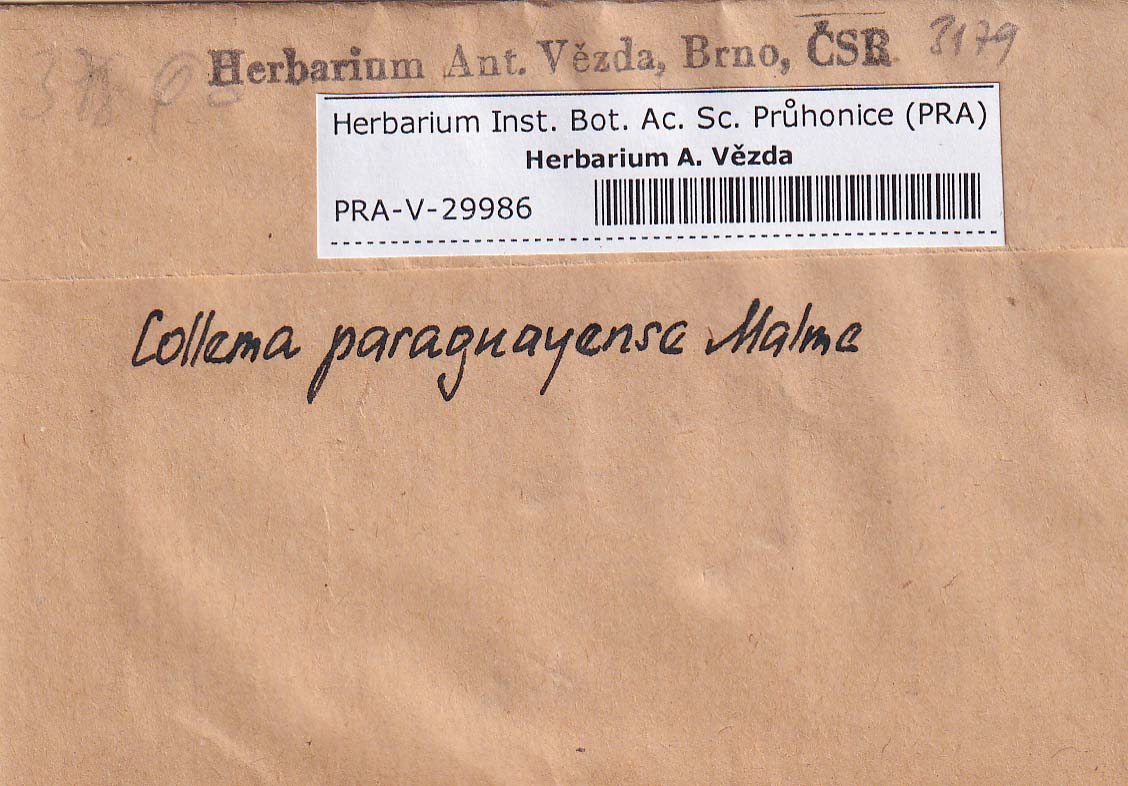 Herbarium Ant. Vězda, Brno, ČSR 3179
Herbarium Inst. Bot. Ac. Sc. Průhonice (PRA)
Herbarium A. Vězda
PRA-V-29986
Collema paraguayense Malme